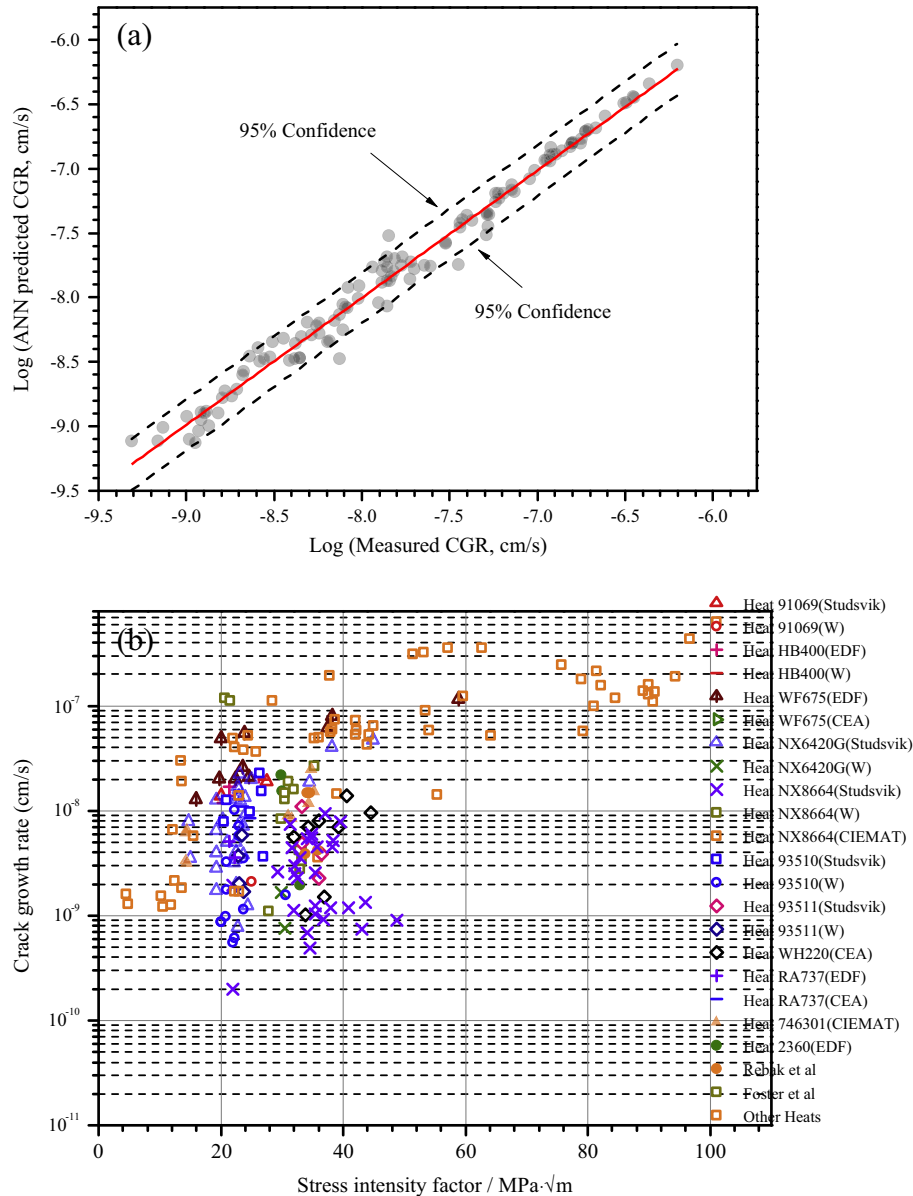 (a)
-6.0
-6.5
-7.0
-7.5
-8.0
-8.5
-9.0
-9.5
Log (ANN predicted CGR, cm/s)
95% Confidence
95% Confidence
-9.5 -9.0 -8.5 -8.0 -7.5 -7.0 -6.5 -6.0
Log (Measured CGR, cm/s)
(b)
10-7
10-8
10-9
10-10
10-11
Crack growth rate (cm/s)
0 20 40 60 80 100
Stress intensity factor / MPa·√m
Heat 91069(Studsvik)
Heat 91069(W)
Heat HB400(EDF)
Heat HB400(W)
Heat WF675(EDF)
Heat WF675(CEA)
Heat NX6420G(Studsvik)
Heat NX6420G(W)
Heat NX8664(Studsvik)
Heat NX8664(W)
Heat NX8664(CIEMAT)
Heat 93510(Studsvik)
Heat 93510(W)
Heat 93511(Studsvik)
Heat 93511(W)
Heat WH220(CEA)
Heat RA737(EDF)
Heat RA737(CEA)
Heat 746301(CIEMAT)
Heat 2360(EDF)
Rebak et al
Foster et al
Other Heats